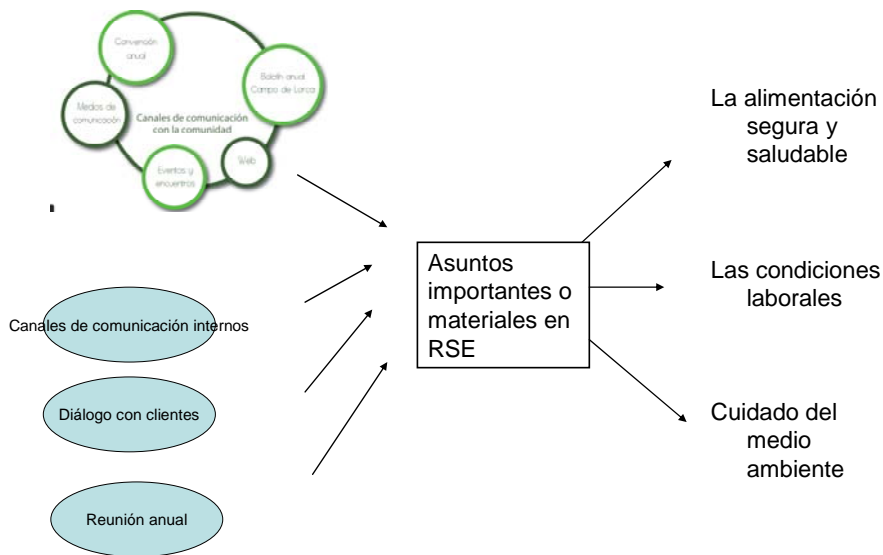 Convención
anual
Boletín anual
Campo de Lorca
Medios de
comunicación
Canales de comunicación
con la comunidad
Web
Eventos y
encuentros
La alimentación
segura y
saludable
Asuntos
importantes o
materiales en
RSE
Las condiciones
laborales
Canales de comunicación internos
Diálogo con clientes
Cuidado del
medio
ambiente
Reunión anual